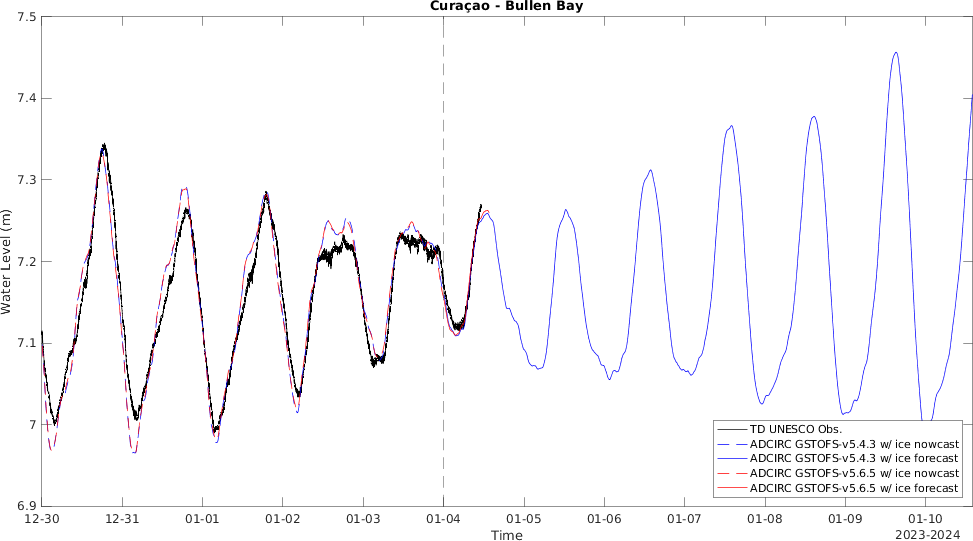 Curaçao - Bullen Bay
7.5
7.4
7.3
7.2
7.1
7
6.9
Water Level (m)
12-30 12-31 01-01 01-02 01-03 01-04 01-05 01-06 01-07 01-08 01-09 01-10
Time
2023-2024
TD UNESCO Obs.
ADCIRC GSTOFS-v5.4.3 w/ ice nowcast
ADCIRC GSTOFS-v5.4.3 w/ ice forecast
ADCIRC GSTOFS-v5.6.5 w/ ice nowcast
ADCIRC GSTOFS-v5.6.5 w/ ice forecast